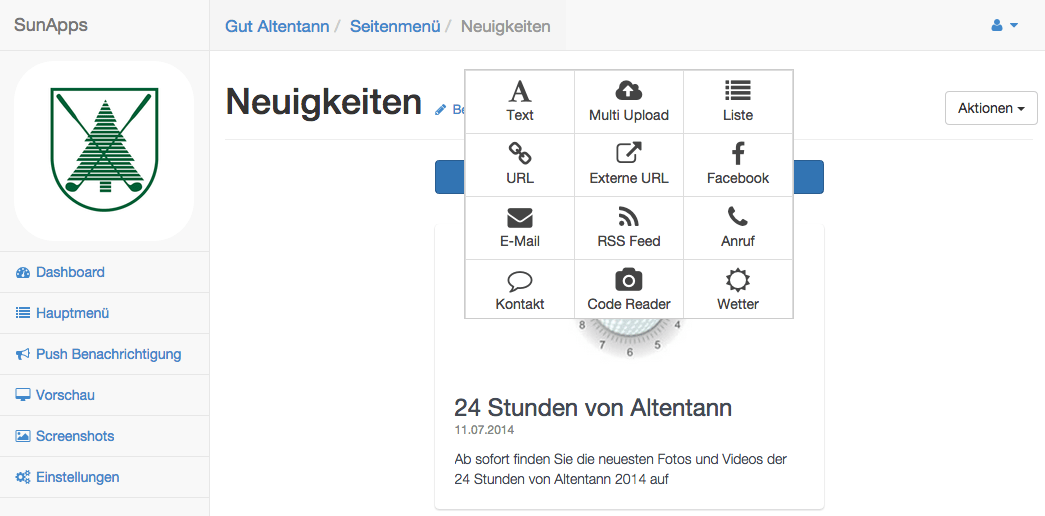 SunApps
Gut Altentann / Seitenmenü / Neuigkeiten
Neuigkeiten
Aktionen
Text Multi Upload Liste
URL Externe URL Facebook
E-Mail RSS Feed Anruf
Kontakt Code Reader Wetter
Dashboard
Hauptmenü
Push Benachrichtigung
Vorschau
Screenshots
Einstellungen
8 7 6 5 4
24 Stunden von Altentann
11.07.2014
Ab sofort finden Sie die neuesten Fotos und Videos der
24 Stunden von Altentann 2014 auf